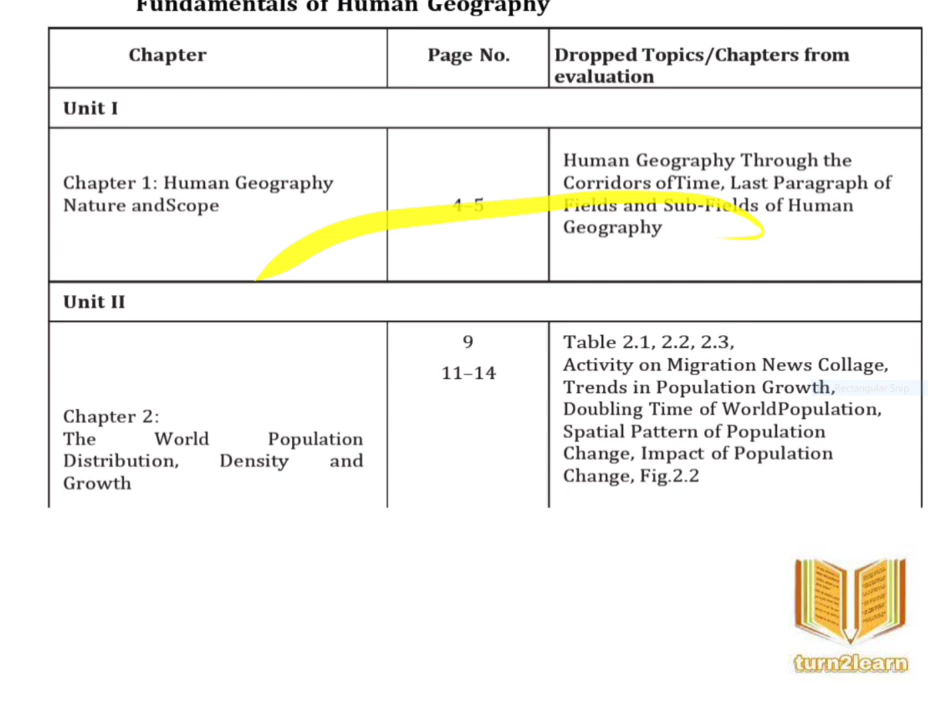 Fundamentals of Human Geography
Chapter
Page No.
Dropped Topics/Chapters from
evaluation
Unit I
Chapter 1: Human Geography
Nature andScope
4–5
Human Geography Through the
Corridors ofTime, Last Paragraph of
Fields and Sub-Fields of Human
Geography
Unit II
Chapter 2:
The World Population
Distribution, Density and
Growth
9
11–14
Table 2.1, 2.2, 2.3,
Activity on Migration News Collage,
Trends in Population Growth,
Doubling Time of WorldPopulation,
Spatial Pattern of Population
Change, Impact of Population
Change, Fig.2.2
Rectangular Snip
turn2learn